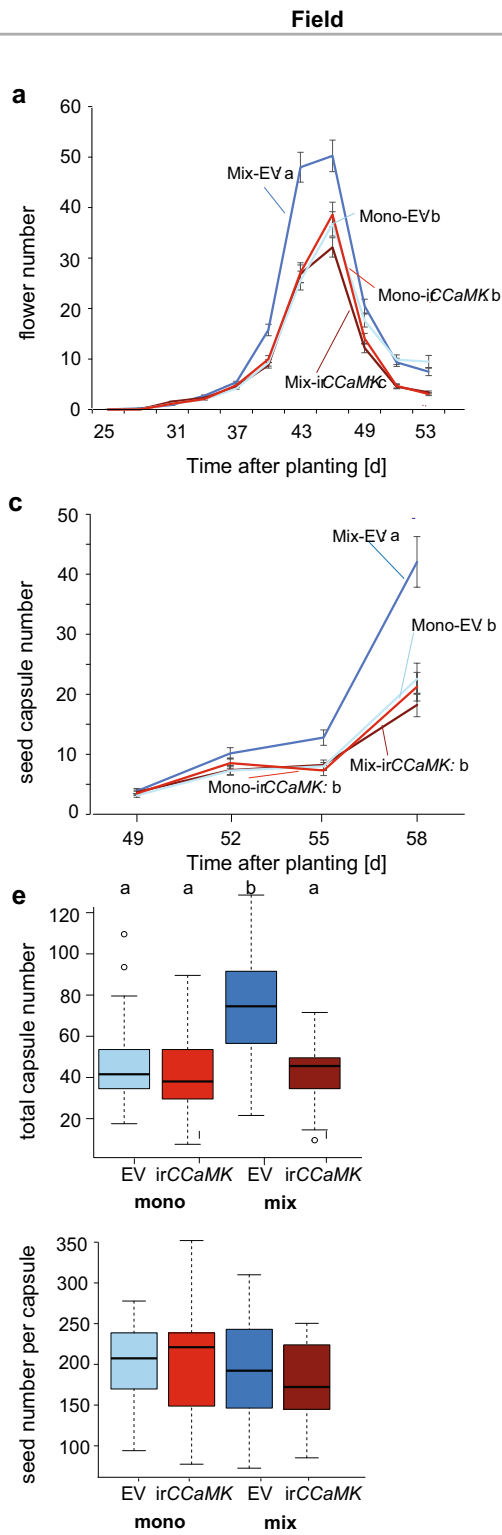 Field
a
60
50
40
30
20
10
0
flower number
Mix-EV: a
Mono-EV b
Mono-irCCaMK b
Mix-irCCaMK: c
25 31 37 43 49 53
Time after planting [d]
c
50
40
30
20
10
0
seed capsule number
Mix-EV: a
Mono-EV: b
Mix-irCCaMK: b
Mono-irCCaMK: b
49 52 55 58
Time after planting [d]
e
a a b a
120
100
80
60
40
20
total capsule number
EV irCCaMK EV irCCaMK
mono mix
350
300
250
200
150
100
seed number per capsule
EV irCCaMK EV irCCaMK
mono mix